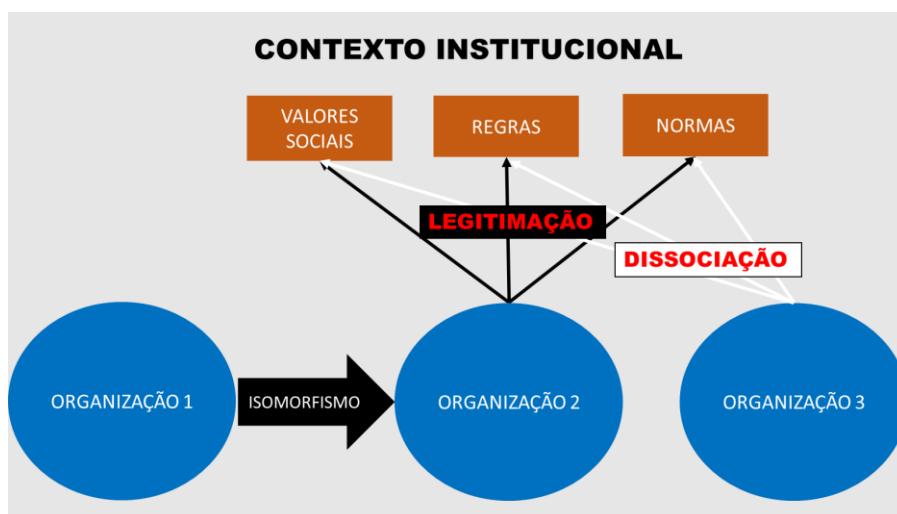 CONTEXTO INSTITUCIONAL
VALORES
SOCIAIS
REGRAS
NORMAS
LEGITIMAÇÃO
DISSOCIAÇÃO
ORGANIZAÇÃO 1
ISOMORFISMO
ORGANIZAÇÃO 2
ORGANIZAÇÃO 3